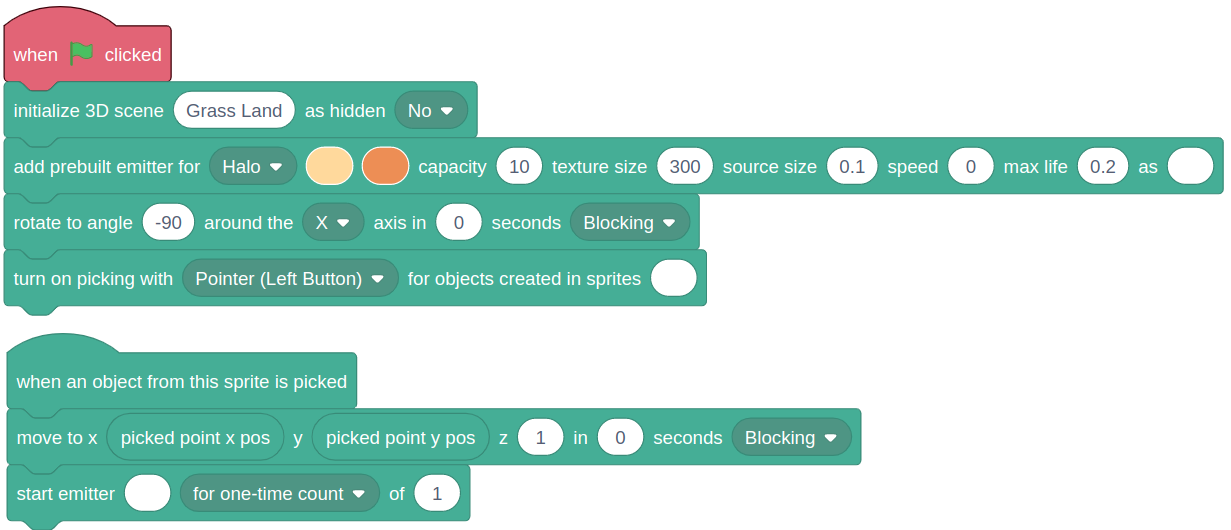 when clicked
initialize 3D scene Grass Land as hidden No
add prebuilt emitter for Halo capacity 10 texture size 300 source size 0.1 speed 0 max life 0.2 as
rotate to angle -90 around the X axis in 0 seconds Blocking
turn on picking with Pointer (Left Button) for objects created in sprites
when an object from this sprite is picked
move to x picked point x pos y picked point y pos z 1 in 0 seconds Blocking
start emitter for one-time count of 1